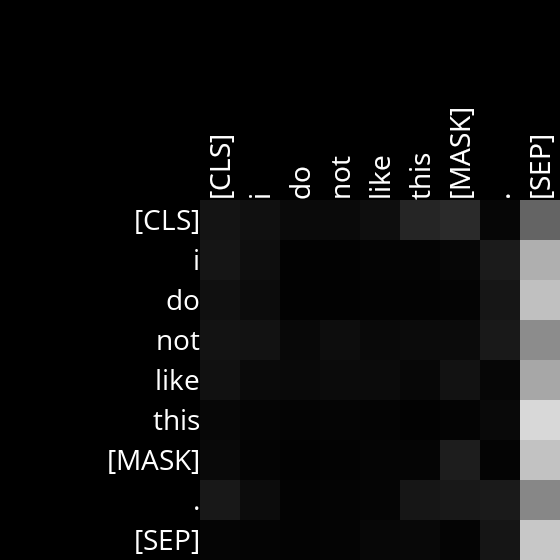 [CLS] i do not like this [MASK] . [SEP]
[CLS]
i
do
not
like
this
[MASK]
.
[SEP]